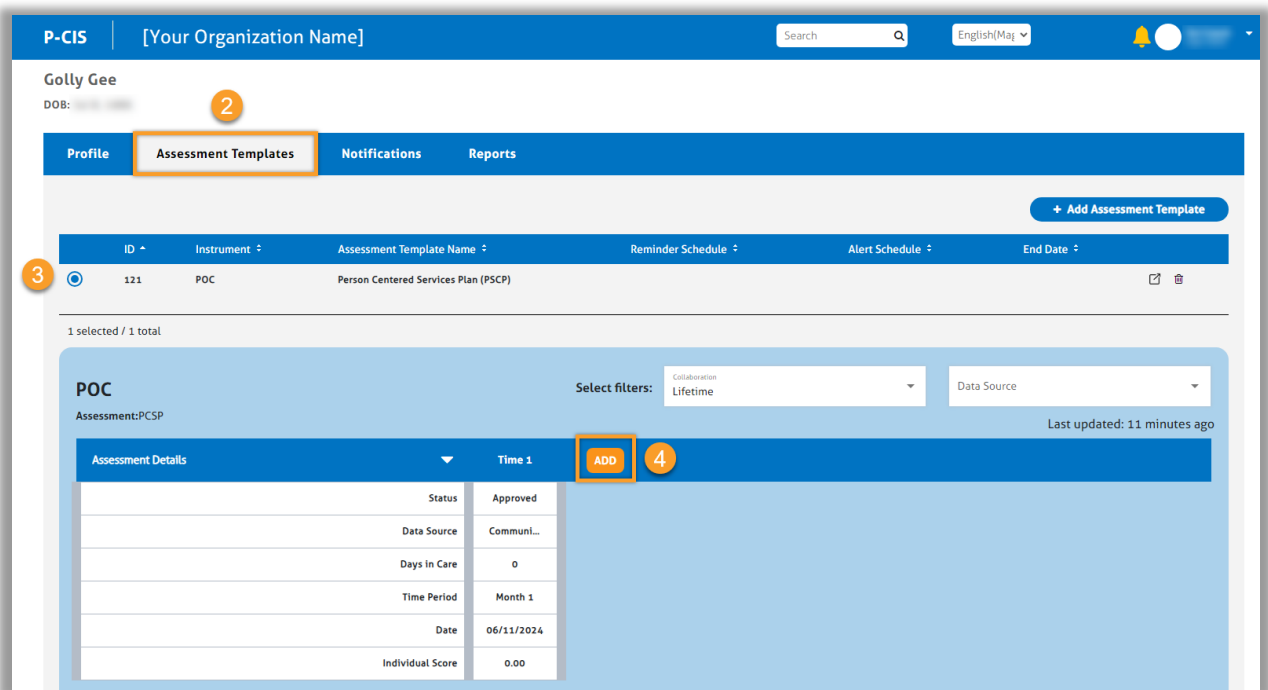 P-CIS [Your Organization Name] Search English(Maç
Golly Gee
DOB:
2
Profile Assessment Templates Notifications Reports
+ Add Assessment Template
ID Instrument Assessment Template Name Reminder Schedule Alert Schedule End Date
3 121 POC Person Centered Services Plan (PSCP)
1 selected / 1 total
POC Select filters: Collaboration Lifetime Data Source
Assessment:PCSP
Last updated: 11 minutes ago
Assessment Details Time 1 ADD 4
Status Approved
Data Source Communi...
Days in Care 0
Time Period Month 1
Date 06/11/2024
Individual Score 0.00